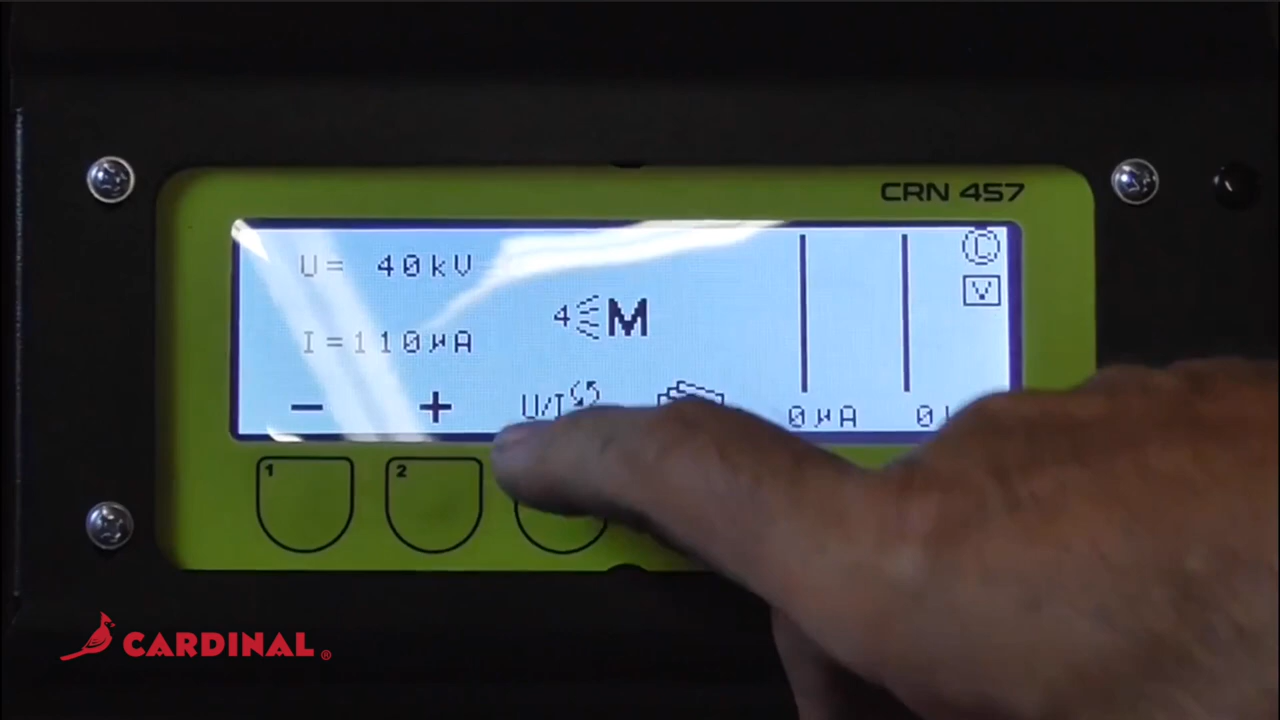 CRN 457
U= 40kV
4 M
I=110µA
C
V
− + U/I
0µA 0
1 2
CARDINAL®